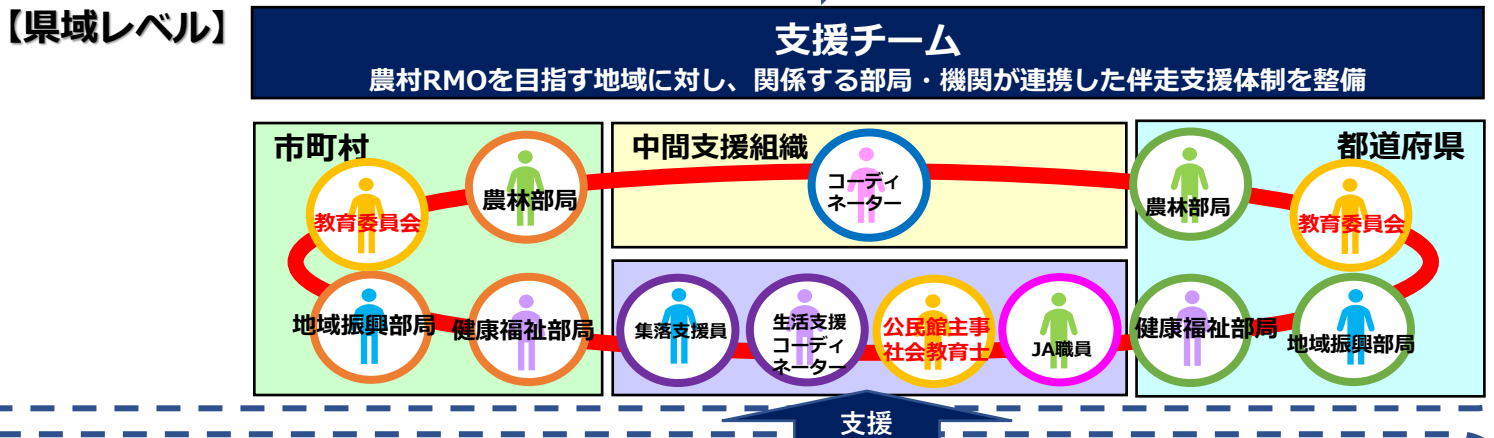 【県域レベル】
支援チーム
農村RMOを目指す地域に対し、関係する部局・機関が連携した伴走支援体制を整備
市町村
教育委員会
農林部局
地域振興部局
健康福祉部局
中間支援組織
コーディ
ネーター
集落支援員
生活支援
コーディ
ネーター
公民館主事
社会教育士
JA職員
都道府県
農林部局
教育委員会
健康福祉部局
地域振興部局
支援